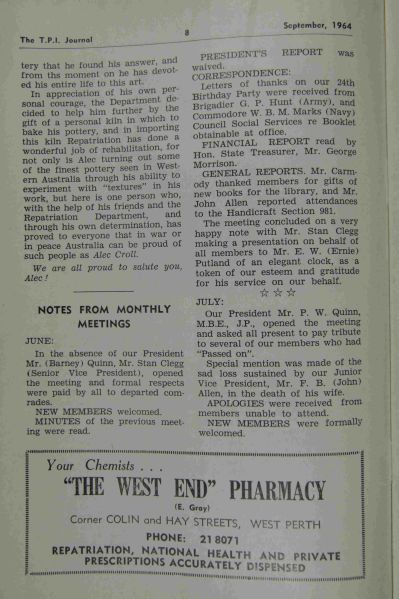 The T.P.I. Journal
8
September, 1964
tery that he found his answer, and
from ths moment on he has devot-
ed his entire life to this art.
In appreciation of his own per-
sonal courage, the Department de-
cided to help him further by the
gift of a personal kiln in which to
bake his pottery, and in importing
this kiln Repatriation has done a
wonderful job of rehabilitation, for
not only is Alec turning out some
of the finest pottery seen in West-
ern Australia through his ability to
experiment with "textures" in his
work, but here is one person who,
with the help of his friends and the
Repatriation Department, and
through his own determination, has
proved to everyone that in war or
in peace Australia can be proud of
such people as Alec Croll.
We are all proud to salute you,
Alec!
NOTES FROM MONTHLY
MEETINGS
JUNE:
In the absence of our President
Mr. (Barney) Quinn, Mr. Stan Clegg
(Senior Vice President), opened
the meeting and formal respects
were paid by all to departed com-
rades.
NEW MEMBERS welcomed.
MINUTES of the previous meet-
ing were read.
PRESIDENT'S REPORT was
waived.
CORRESPONDENCE:
Letters of thanks on our 24th
Birthday Party were received from
Brigadier G. P. Hunt (Army), and
Commodore W. B. M. Marks (Navy)
Council Social Services re Booklet
obtainable at office.
FINANCIAL REPORT read by
Hon. State Treasurer, Mr. George
Morrison.
GENERAL REPORTS. Mr. Carm-
ody thanked members for gifts of
new books for the library, and Mr.
John Allen reported attendances
to the Handicraft Section 981.
The meeting concluded on a very
happy note with Mr. Stan Clegg
making a presentation on behalf of
all members to Mr. E. W. (Ernie)
Putland of an elegant clock, as a
token of our esteem and gratitude
for his service on our behalf.
☆ ☆ ☆
JULY:
Our President Mr. P. W. Quinn,
M.B.E., J.P., opened the meeting
and asked all present to pay tribute
to several of our members who had
"Passed on".
Special mention was made of the
sad loss sustained by our Junior
Vice President, Mr. F. B. (John)
Allen, in the death of his wife.
APOLOGIES were received from
members unable to attend.
NEW MEMBERS were formally
welcomed.
Your Chemists . . .
"THE WEST END" PHARMACY
(E. Gray)
Corner COLIN and HAY STREETS, WEST PERTH
PHONE: 21 8071
REPATRIATION, NATIONAL HEALTH AND PRIVATE
PRESCRIPTIONS ACCURATELY DISPENSED